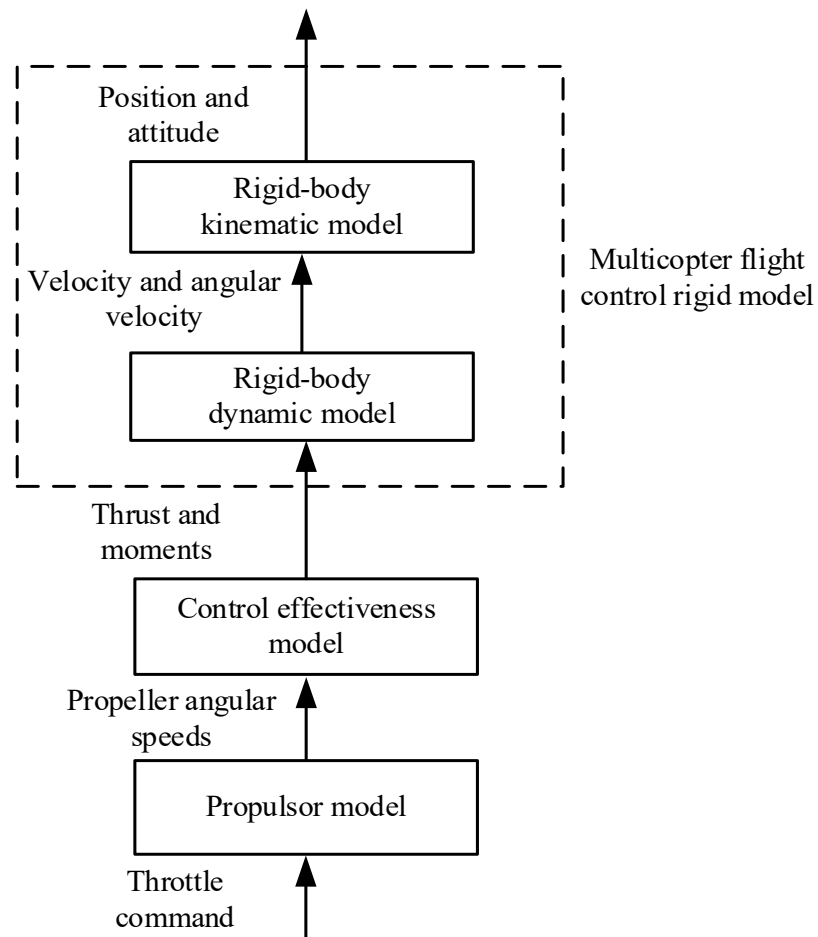 Position and
attitude
Rigid-body
kinematic model
Velocity and angular
velocity
Multicopter flight
control rigid model
Rigid-body
dynamic model
Thrust and
moments
Control effectiveness
model
Propeller angular
speeds
Propulsor model
Throttle
command